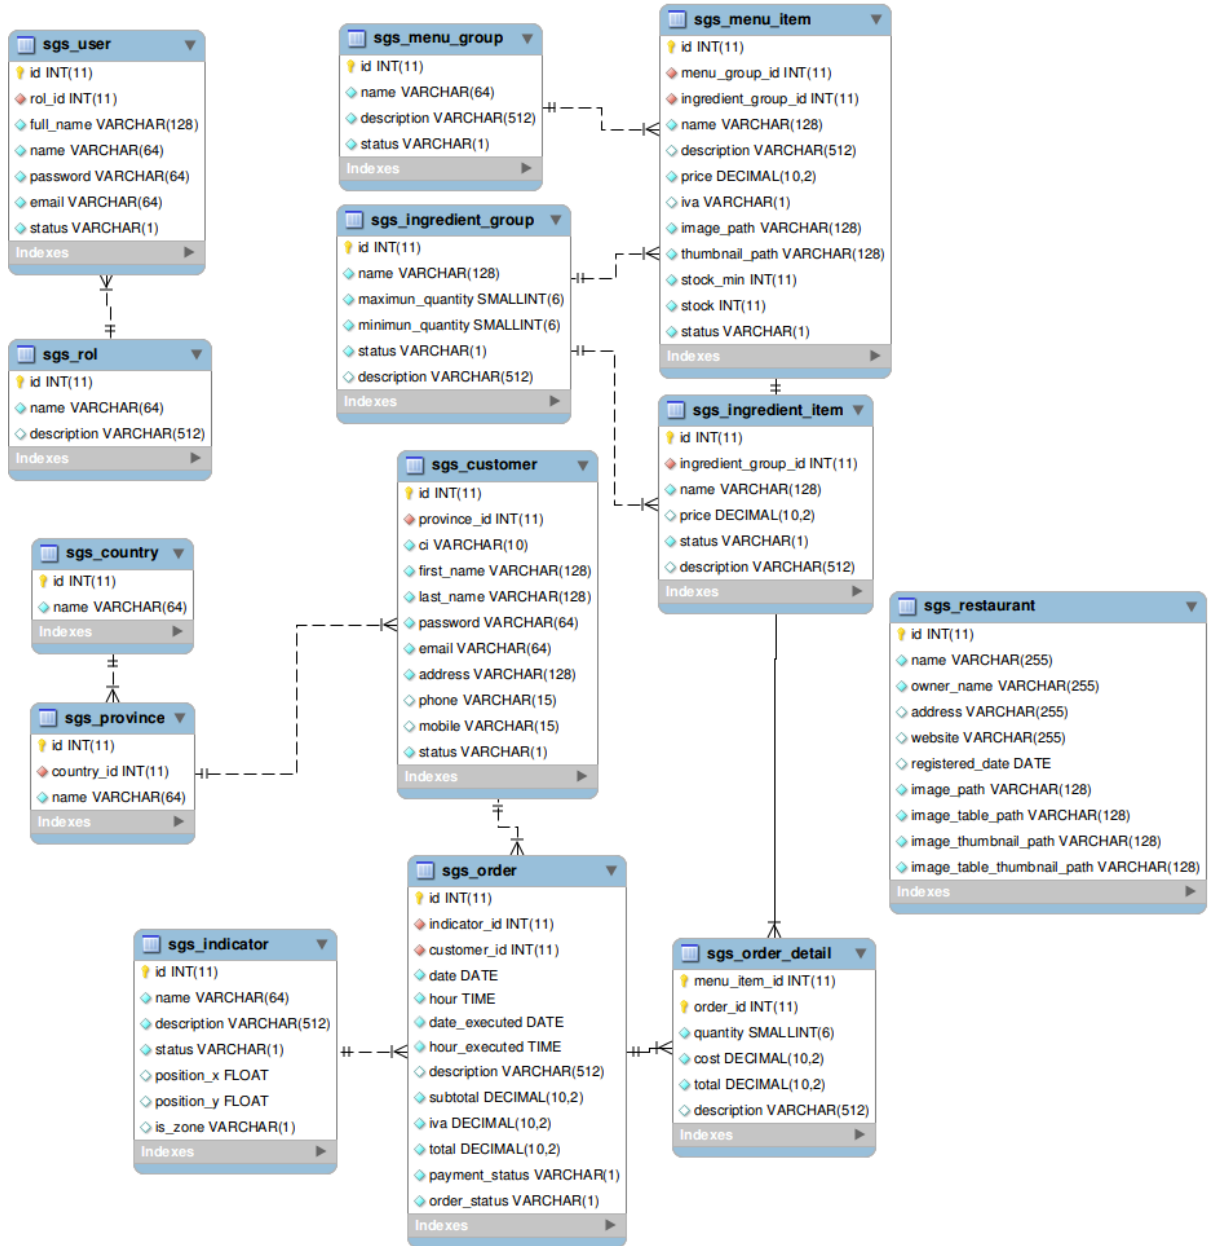 sgs_user
id INT(11)
rol_id INT(11)
full_name VARCHAR(128)
name VARCHAR(64)
password VARCHAR(64)
email VARCHAR(64)
status VARCHAR(1)
Indexes
sgs_rol
id INT(11)
name VARCHAR(64)
description VARCHAR(512)
Indexes
sgs_menu_group
id INT(11)
name VARCHAR(64)
description VARCHAR(512)
status VARCHAR(1)
Indexes
sgs_ingredient_group
id INT(11)
name VARCHAR(128)
maximun_quantity SMALLINT(6)
minimun_quantity SMALLINT(6)
status VARCHAR(1)
description VARCHAR(512)
Indexes
sgs_menu_item
id INT(11)
menu_group_id INT(11)
ingredient_group_id INT(11)
name VARCHAR(128)
description VARCHAR(512)
price DECIMAL(10,2)
iva VARCHAR(1)
image_path VARCHAR(128)
thumbnail_path VARCHAR(128)
stock_min INT(11)
stock INT(11)
status VARCHAR(1)
Indexes
sgs_ingredient_item
id INT(11)
ingredient_group_id INT(11)
name VARCHAR(128)
price DECIMAL(10,2)
status VARCHAR(1)
description VARCHAR(512)
Indexes
sgs_customer
id INT(11)
province_id INT(11)
ci VARCHAR(10)
first_name VARCHAR(128)
last_name VARCHAR(128)
password VARCHAR(64)
email VARCHAR(64)
address VARCHAR(128)
phone VARCHAR(15)
mobile VARCHAR(15)
status VARCHAR(1)
Indexes
sgs_country
id INT(11)
name VARCHAR(64)
Indexes
sgs_province
id INT(11)
country_id INT(11)
name VARCHAR(64)
Indexes
sgs_restaurant
id INT(11)
name VARCHAR(255)
owner_name VARCHAR(255)
address VARCHAR(255)
website VARCHAR(255)
registered_date DATE
image_path VARCHAR(128)
image_table_path VARCHAR(128)
image_thumbnail_path VARCHAR(128)
image_table_thumbnail_path VARCHAR(128)
Indexes
sgs_indicator
id INT(11)
name VARCHAR(64)
description VARCHAR(512)
status VARCHAR(1)
position_x FLOAT
position_y FLOAT
is_zone VARCHAR(1)
Indexes
sgs_order
id INT(11)
indicator_id INT(11)
customer_id INT(11)
date DATE
hour TIME
date_executed DATE
hour_executed TIME
description VARCHAR(512)
subtotal DECIMAL(10,2)
iva DECIMAL(10,2)
total DECIMAL(10,2)
payment_status VARCHAR(1)
order_status VARCHAR(1)
Indexes
sgs_order_detail
menu_item_id INT(11)
order_id INT(11)
quantity SMALLINT(6)
cost DECIMAL(10,2)
total DECIMAL(10,2)
description VARCHAR(512)
Indexes